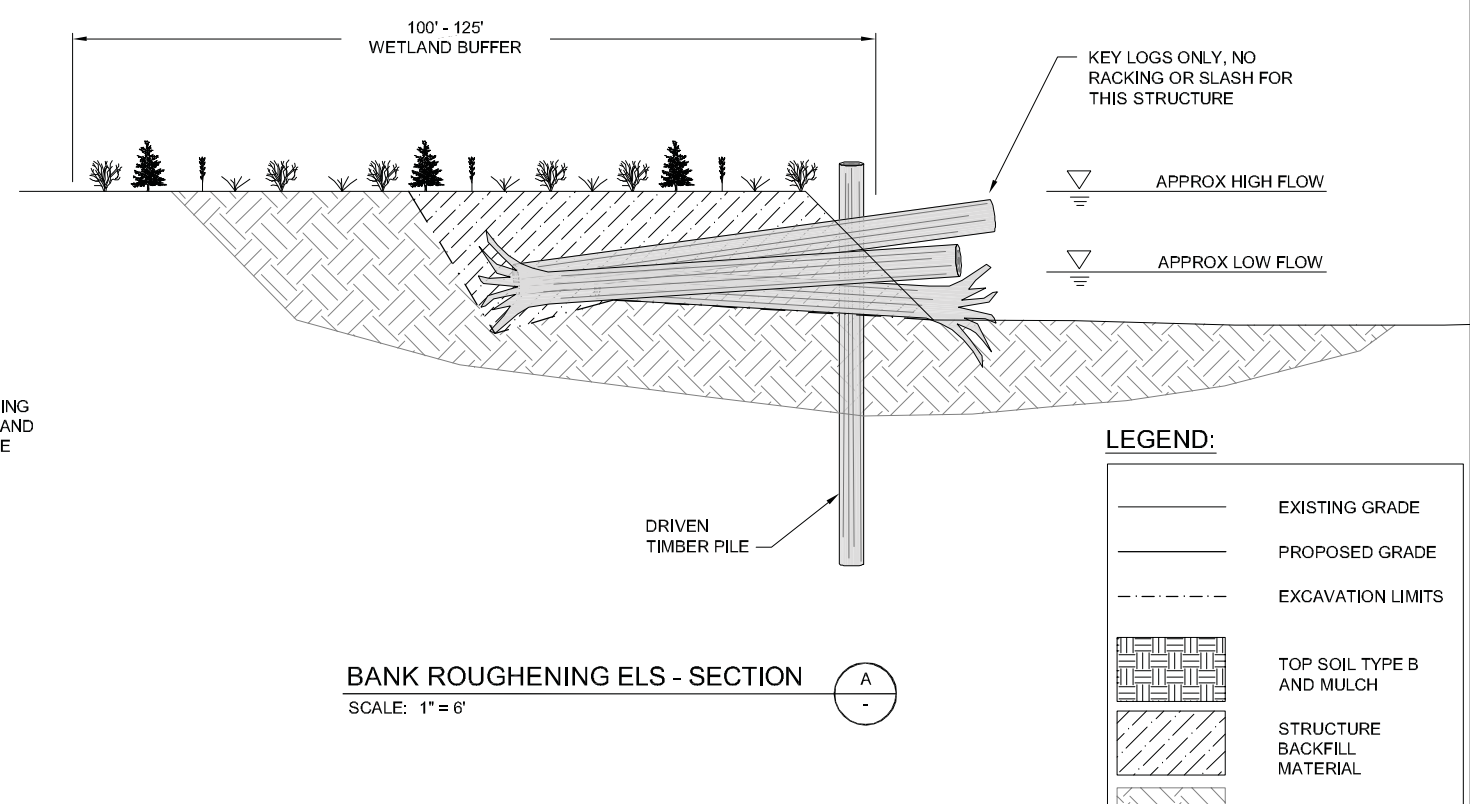 100' - 125'
WETLAND BUFFER
KEY LOGS ONLY, NO
RACKING OR SLASH FOR
THIS STRUCTURE
APPROX HIGH FLOW
APPROX LOW FLOW
ING
AND
E
DRIVEN
TIMBER PILE
BANK ROUGHENING ELS - SECTION
SCALE: 1" = 6'
A
-
LEGEND:
EXISTING GRADE
PROPOSED GRADE
EXCAVATION LIMITS
TOP SOIL TYPE B
AND MULCH
STRUCTURE
BACKFILL
MATERIAL